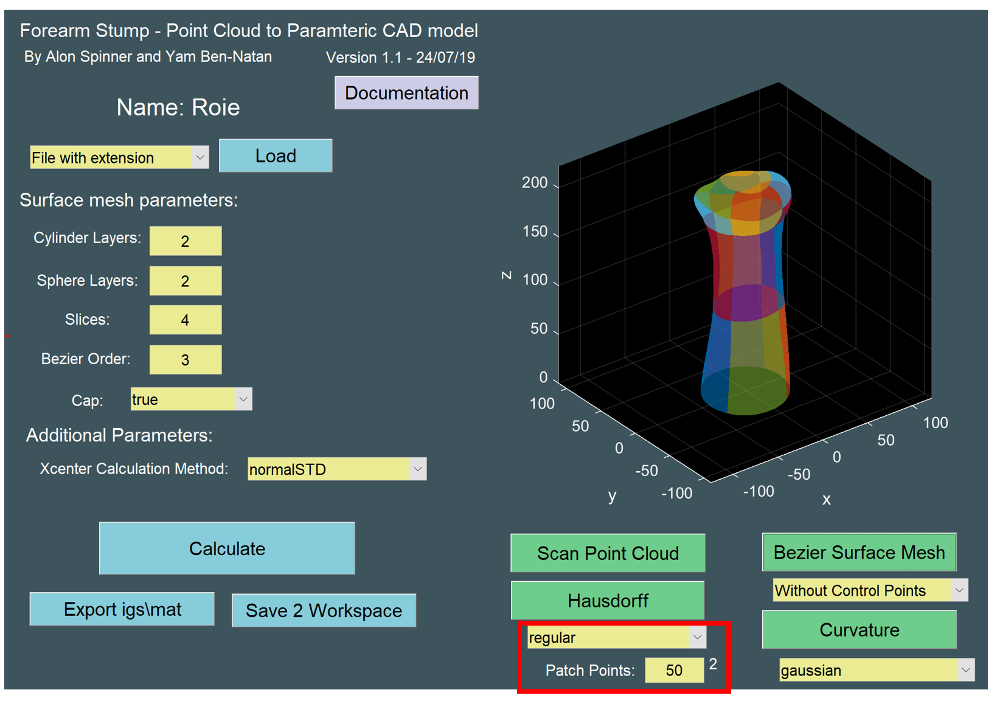 Forearm Stump - Point Cloud to Paramteric CAD model
By Alon Spinner and Yam Ben-Natan
Version 1.1 - 24/07/19
Documentation
Name: Roie
File with extension
Load
Surface mesh parameters:
Cylinder Layers: 2
Sphere Layers: 2
Slices: 4
Bezier Order: 3
Cap: true
Additional Parameters:
Xcenter Calculation Method: normalSTD
Calculate
Export igs\mat
Save 2 Workspace
z
200
150
100
50
0
100
50
0
-50
-100
y
-100
-50
0
50
100
x
Scan Point Cloud
Hausdorff
regular
Patch Points: 50 2
Bezier Surface Mesh
Without Control Points
Curvature
gaussian